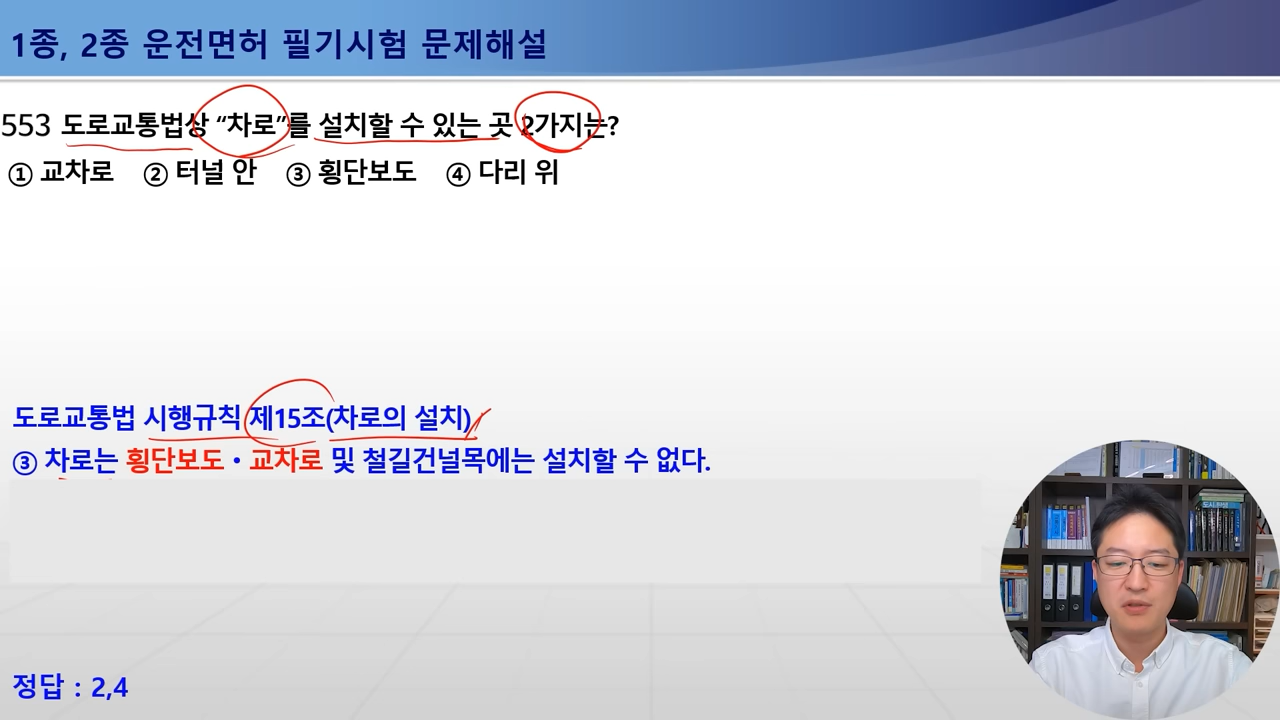 1종, 2종 운전면허 필기시험 문제해설
553 도로교통법상 “차로”를 설치할 수 있는 곳 2가지는?
① 교차로 ② 터널 안 ③ 횡단보도 ④ 다리 위
도로교통법 시행규칙 제15조(차로의 설치)
③ 차로는 횡단보도・교차로 및 철길건널목에는 설치할 수 없다.
정답 : 2,4